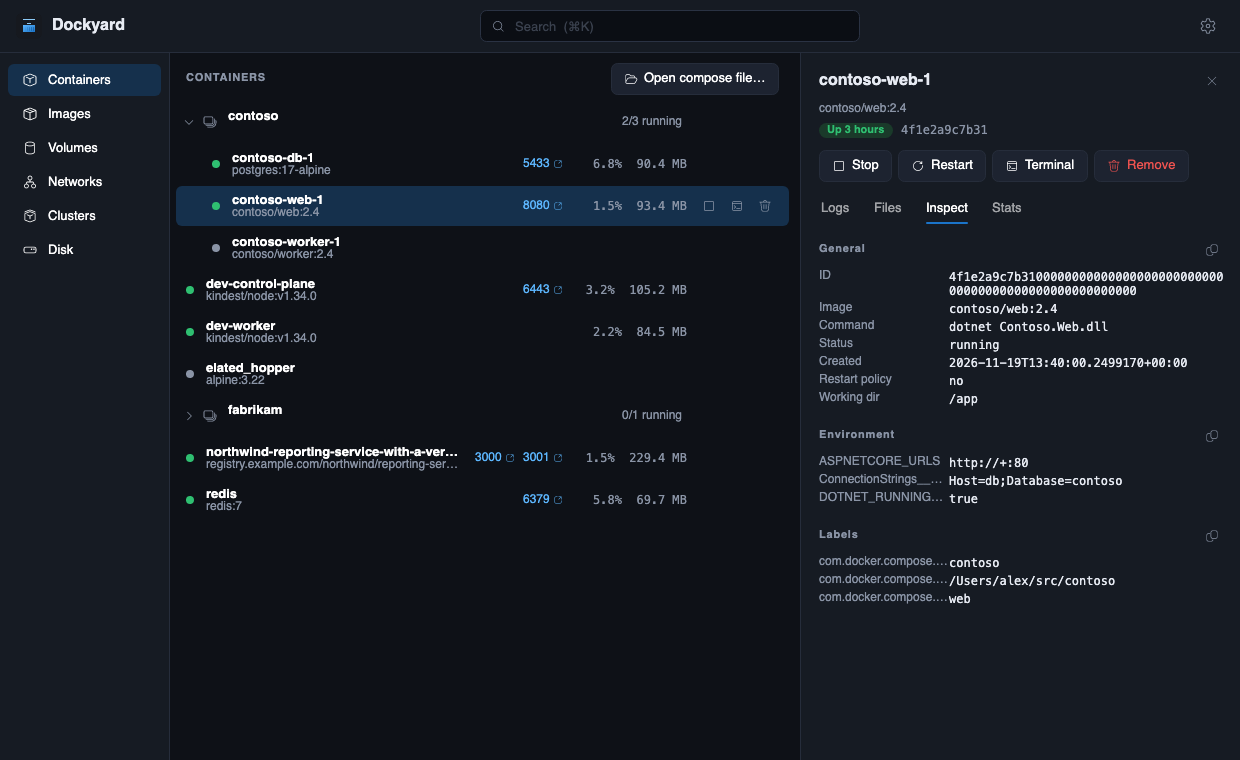 Dockyard
Search (⌘K)
Containers
Images
Volumes
Networks
Clusters
Disk
CONTAINERS
Open compose file...
contoso
2/3 running
contoso-db-1
postgres:17-alpine
5433
6.8% 90.4 MB
contoso-web-1
contoso/web:2.4
8080
1.5% 93.4 MB
contoso-worker-1
contoso/worker:2.4
dev-control-plane
kindest/node:v1.34.0
6443
3.2% 105.2 MB
dev-worker
kindest/node:v1.34.0
2.2% 84.5 MB
elated_hopper
alpine:3.22
fabrikam
0/1 running
northwind-reporting-service-with-a-ver...
registry.example.com/northwind/reporting-ser...
3000 3001
1.5% 229.4 MB
redis
redis:7
6379
5.8% 69.7 MB
contoso-web-1
contoso/web:2.4
Up 3 hours 4f1e2a9c7b31
Stop Restart Terminal Remove
Logs Files Inspect Stats
General
ID
4f1e2a9c7b3100000000000000000000000000
00000000000000000000000000
Image contoso/web:2.4
Command dotnet Contoso.Web.dll
Status running
Created 2026-11-19T13:40:00.2499170+00:00
Restart policy no
Working dir /app
Environment
ASPNETCORE_URLS http://+:80
ConnectionStrings__... Host=db;Database=contoso
DOTNET_RUNNING... true
Labels
com.docker.compose.... contoso
com.docker.compose.... /Users/alex/src/contoso
com.docker.compose.... web